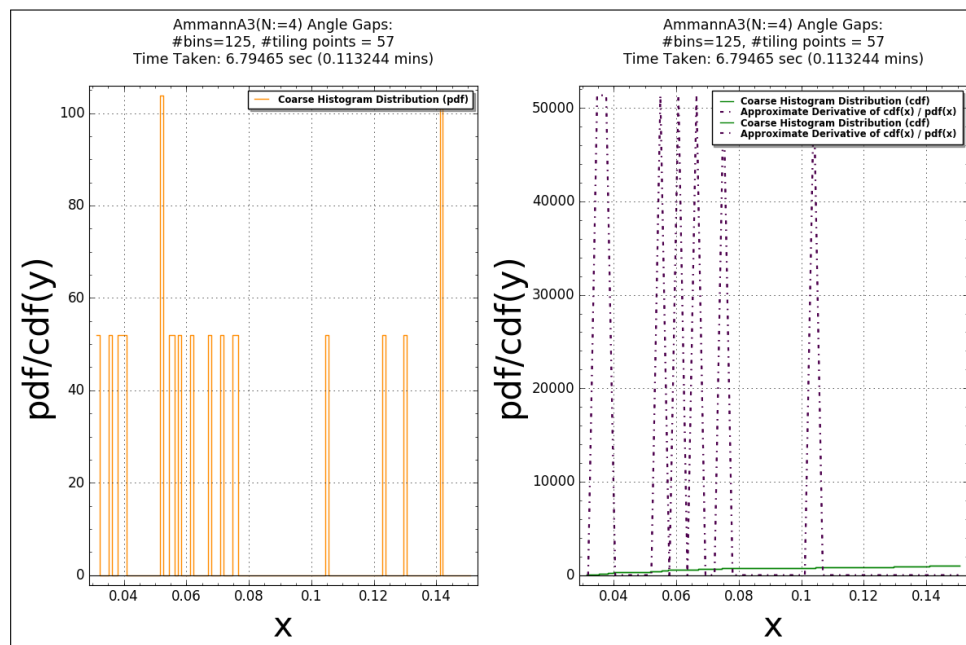 AmmannA3(N:=4) Angle Gaps:
#bins=125, #tiling points = 57
Time Taken: 6.79465 sec (0.113244 mins)
Coarse Histogram Distribution (pdf)
100
80
60
40
20
0
0.04
0.06
0.08
0.1
0.12
0.14
pdf/cdf(y)
x
AmmannA3(N:=4) Angle Gaps:
#bins=125, #tiling points = 57
Time Taken: 6.79465 sec (0.113244 mins)
Coarse Histogram Distribution (cdf)
Approximate Derivative of cdf(x) / pdf(x)
Coarse Histogram Distribution (cdf)
Approximate Derivative of cdf(x) / pdf(x)
50000
40000
30000
20000
10000
0
0.04
0.06
0.08
0.1
0.12
0.14
pdf/cdf(y)
x